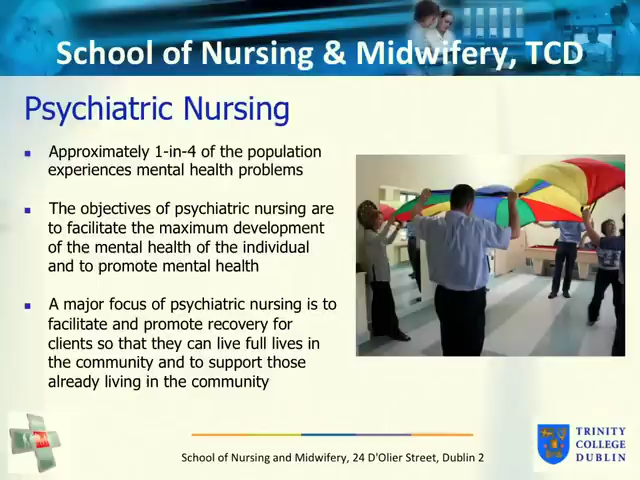 School of Nursing & Midwifery, TCD
Psychiatric Nursing
Approximately 1-in-4 of the population
experiences mental health problems
The objectives of psychiatric nursing are
to facilitate the maximum development
of the mental health of the individual
and to promote mental health
A major focus of psychiatric nursing is to
facilitate and promote recovery for
clients so that they can live full lives in
the community and to support those
already living in the community
School of Nursing and Midwifery, 24 D'Olier Street, Dublin 2
TRINITY
COLLEGE
DUBLIN